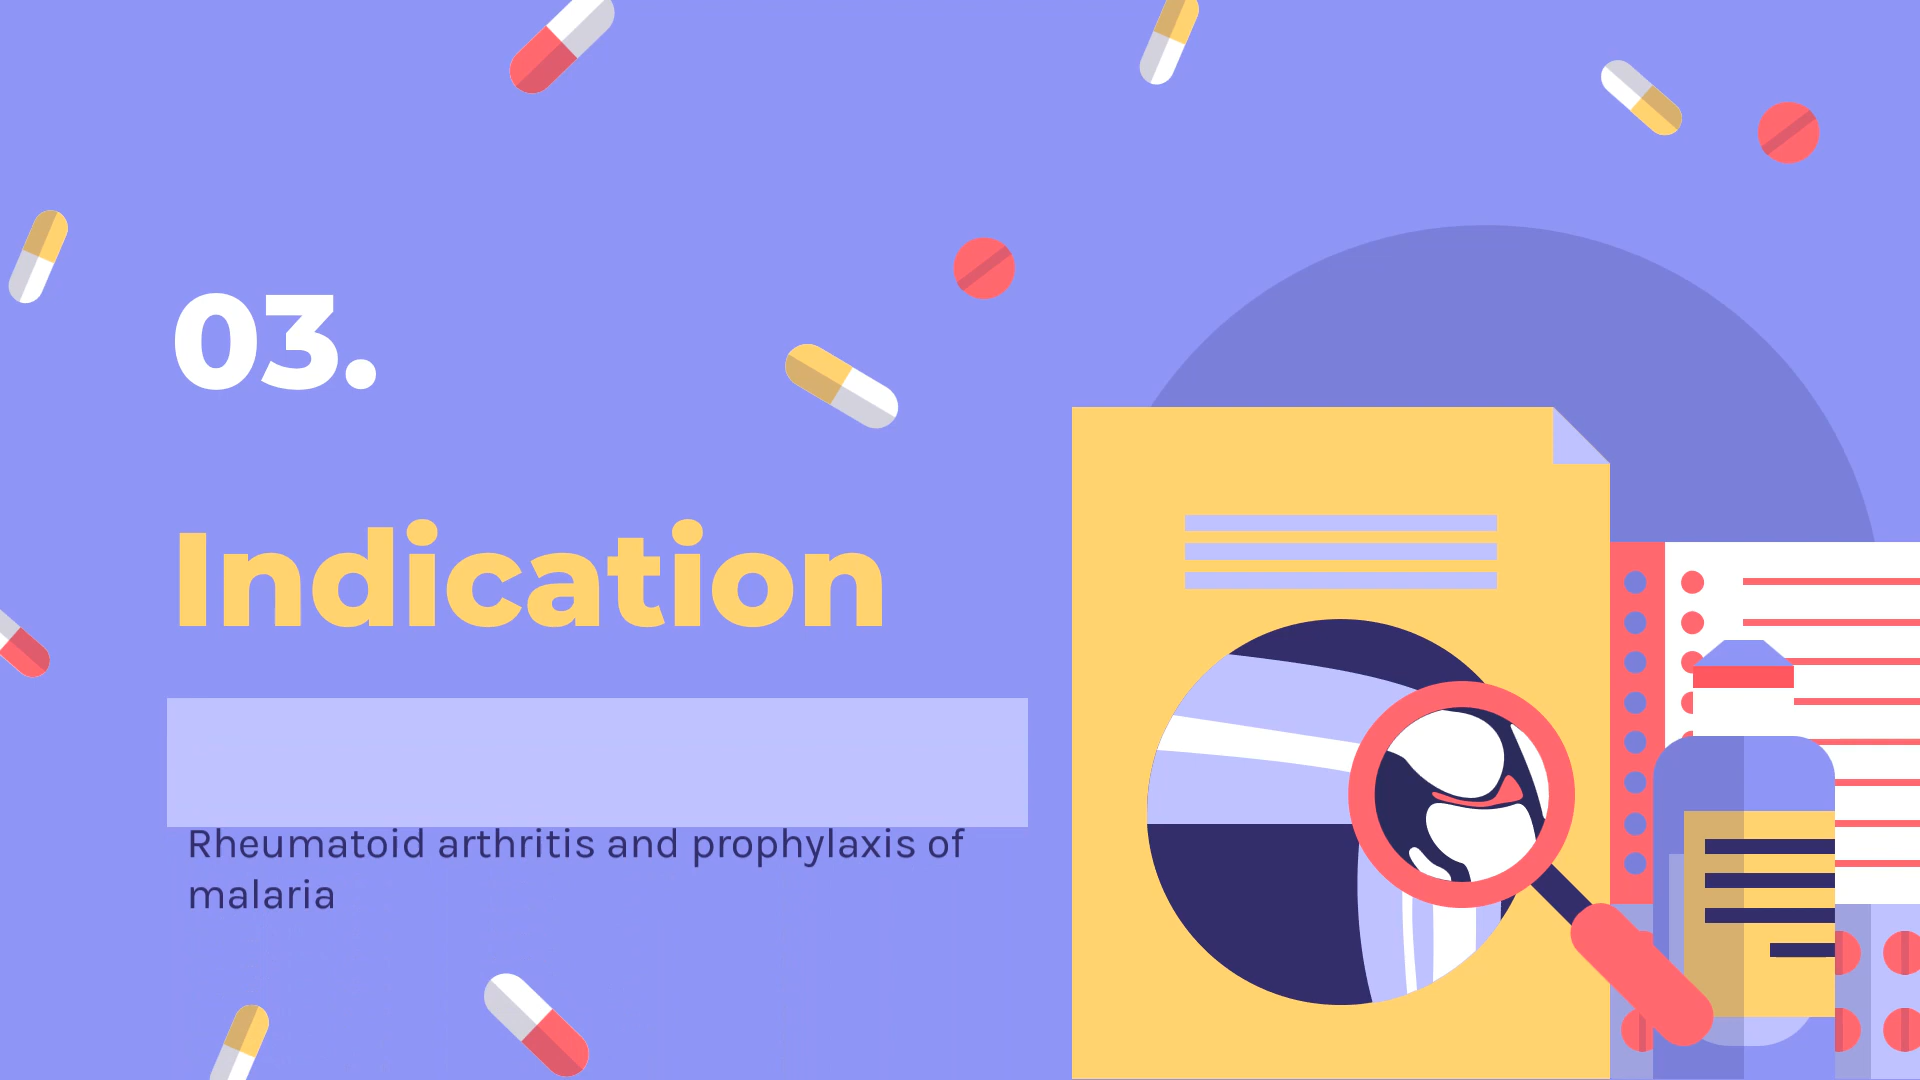 03.
Indication
Rheumatoid arthritis and prophylaxis of
malaria